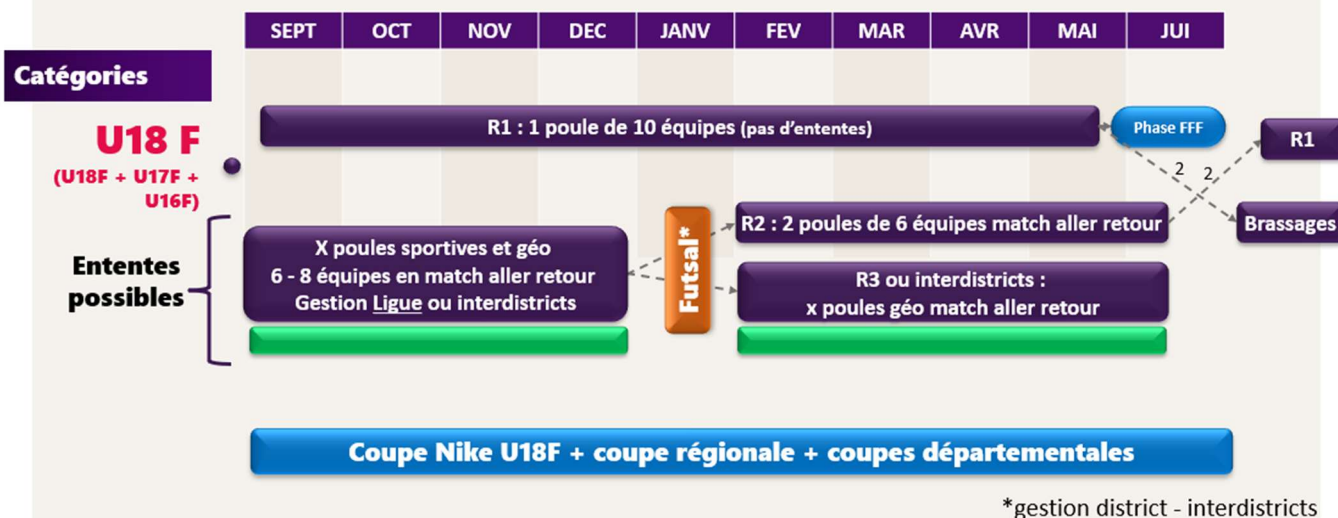 SEPT OCT NOV DEC JANV FEV MAR AVR MAI JUI
Catégories
U18 F
(U18F + U17F +
U16F)
R1 : 1 poule de 10 équipes (pas d’ententes)
Phase FFF
R1
2 2
Brassages
Ententes
possibles
X poules sportives et géo
6 - 8 équipes en match aller retour
Gestion Ligue ou interdistricts
Futsal*
R2 : 2 poules de 6 équipes match aller retour
R3 ou interdistricts :
x poules géo match aller retour
Coupe Nike U18F + coupe régionale + coupes départementales
*gestion district - interdistricts